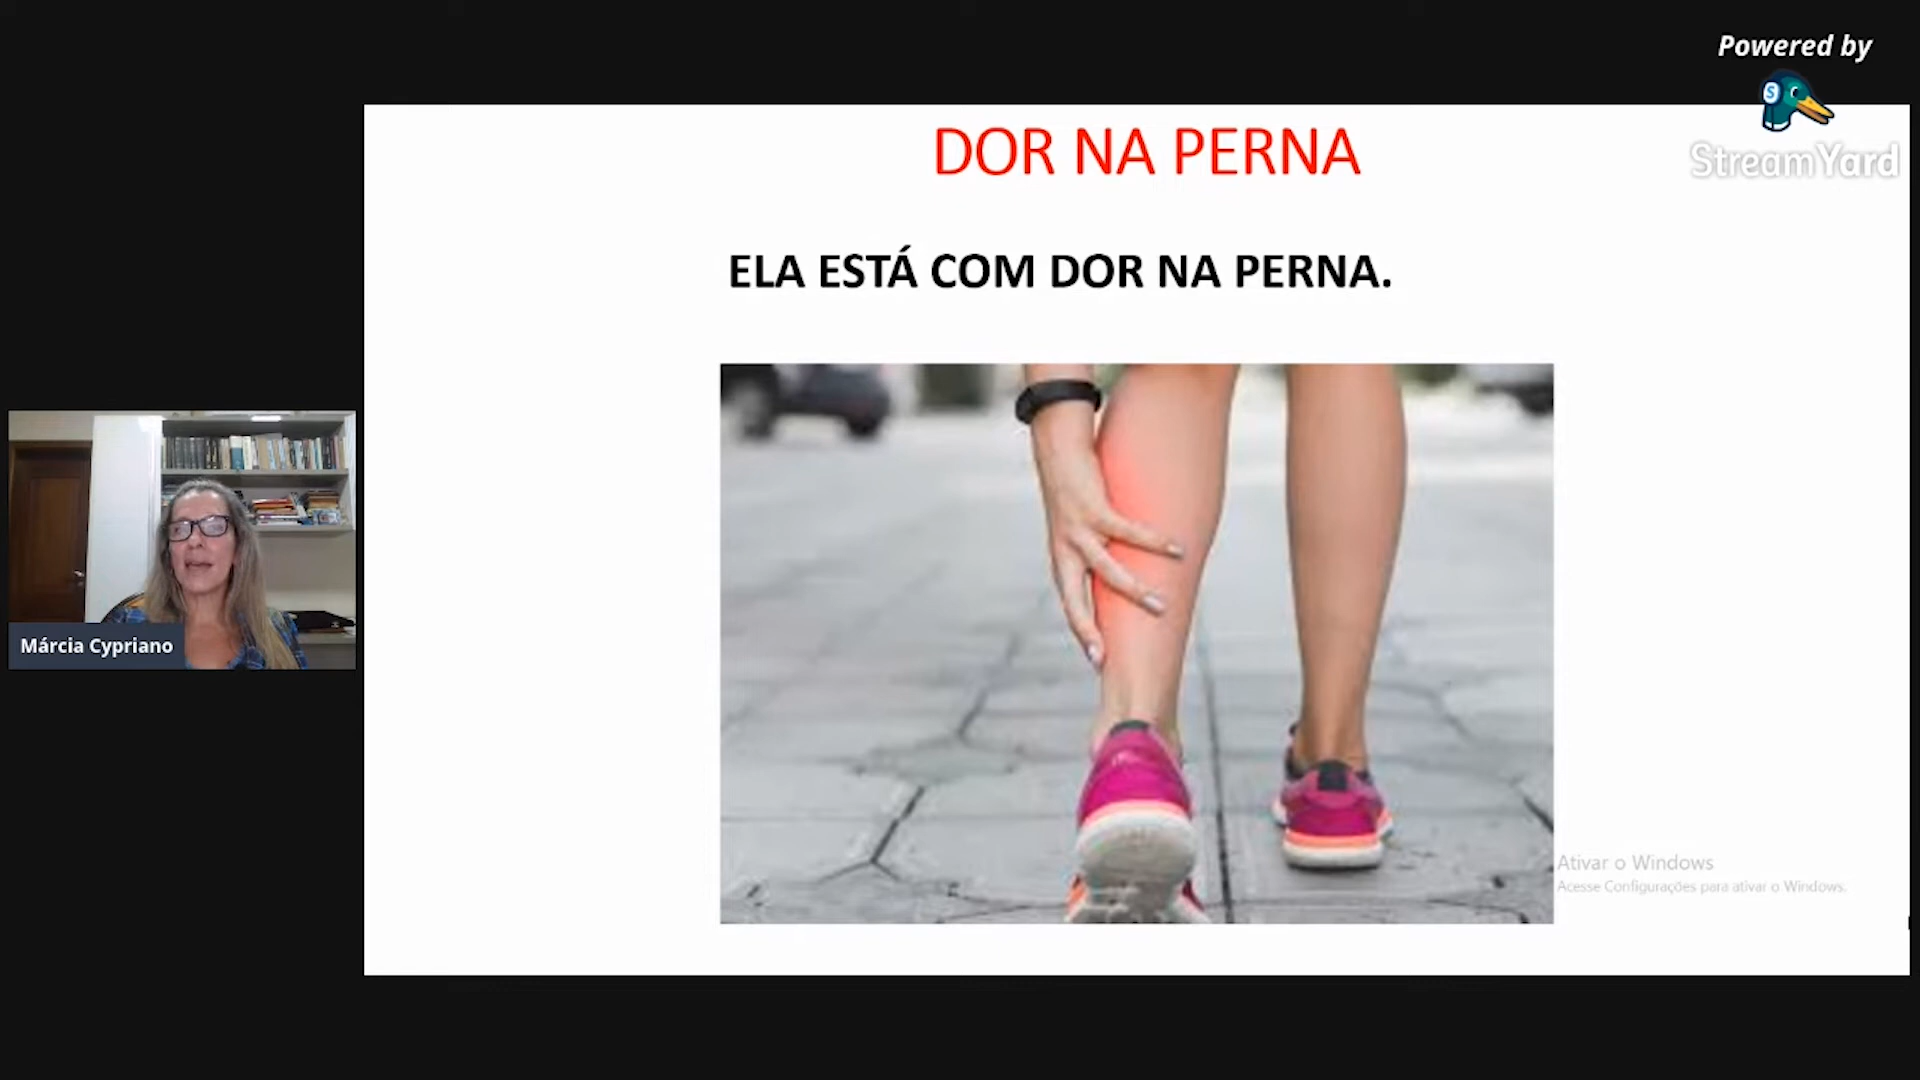 Powered by
StreamYard
DOR NA PERNA
ELA ESTÁ COM DOR NA PERNA.
Márcia Cypriano
Ativar o Windows
Acesse Configurações para ativar o Windows.